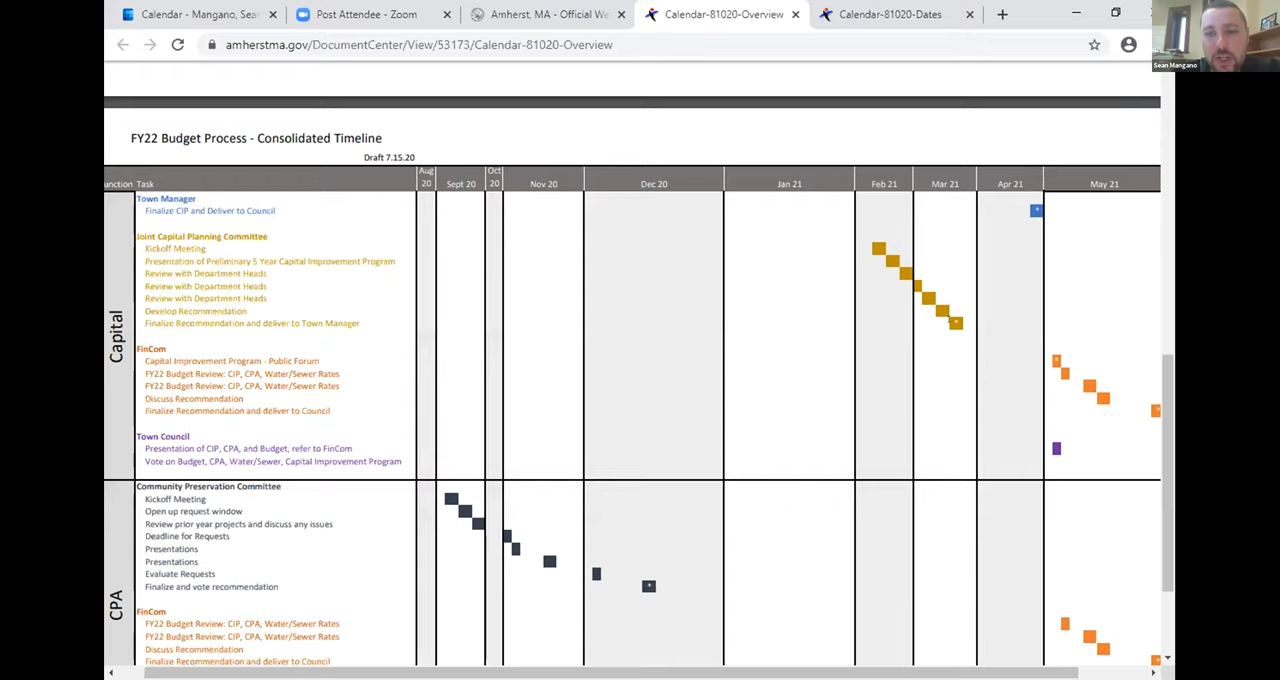 Calendar - Mangano, Sean
Post Attendee - Zoom
Amherst, MA - Official We
Calendar-81020-Overview
Calendar-81020-Dates
amherstma.gov/DocumentCenter/View/53173/Calendar-81020-Overview
Sean Mangano
FY22 Budget Process - Consolidated Timeline
Draft 7.15.20
unction Task
Aug 20
Sept 20
Oct 20
Nov 20
Dec 20
Jan 21
Feb 21
Mar 21
Apr 21
May 21
Capital
Town Manager
Finalize CIP and Deliver to Council
Joint Capital Planning Committee
Kickoff Meeting
Presentation of Preliminary 5 Year Capital Improvement Program
Review with Department Heads
Review with Department Heads
Review with Department Heads
Develop Recommendation
Finalize Recommendation and deliver to Town Manager
FinCom
Capital Improvement Program - Public Forum
FY22 Budget Review: CIP, CPA, Water/Sewer Rates
FY22 Budget Review: CIP, CPA, Water/Sewer Rates
Discuss Recommendation
Finalize Recommendation and deliver to Council
Town Council
Presentation of CIP, CPA, and Budget, refer to FinCom
Vote on Budget, CPA, Water/Sewer, Capital Improvement Program
CPA
Community Preservation Committee
Kickoff Meeting
Open up request window
Review prior year projects and discuss any issues
Deadline for Requests
Presentations
Presentations
Evaluate Requests
Finalize and vote recommendation
FinCom
FY22 Budget Review: CIP, CPA, Water/Sewer Rates
FY22 Budget Review: CIP, CPA, Water/Sewer Rates
Discuss Recommendation
Finalize Recommendation and deliver to Council